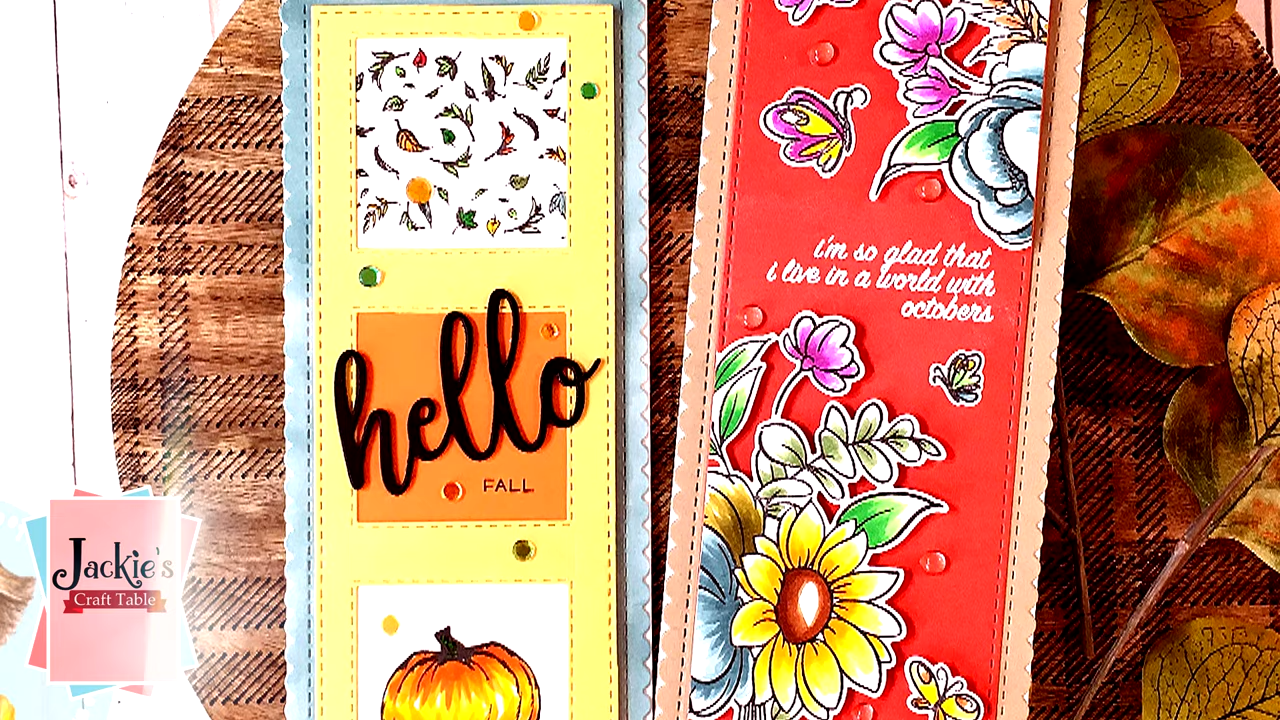 hello
FALL
i'm so glad that
i live in a world with
octobers
Jackie's
Craft Table